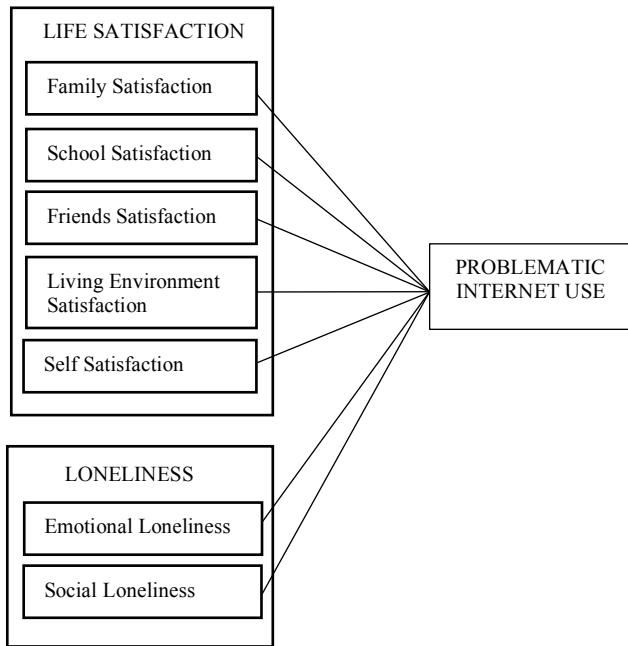 LIFE SATISFACTION
Family Satisfaction
School Satisfaction
Friends Satisfaction
Living Environment
Satisfaction
Self Satisfaction
PROBLEMATIC
INTERNET USE
LONELINESS
Emotional Loneliness
Social Loneliness